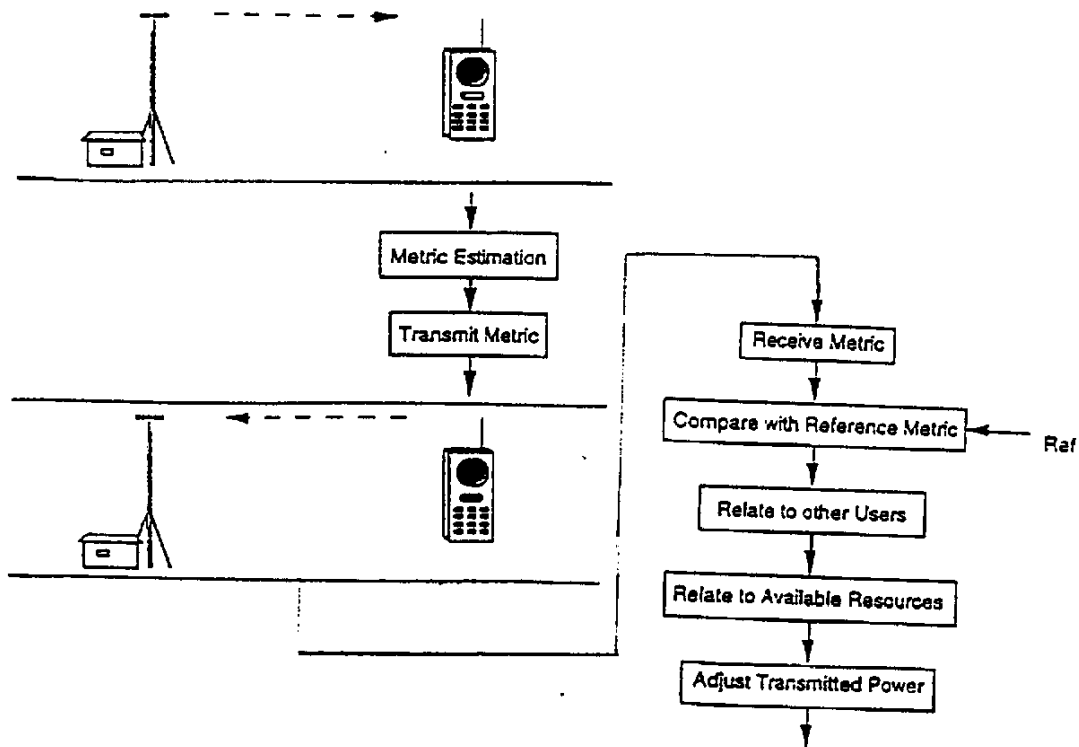 Metric Estimation
Transmit Metric
Receive Metric
Compare with Reference Metric
Ref
Relate to other Users
Relate to Available Resources
Adjust Transmitted Power